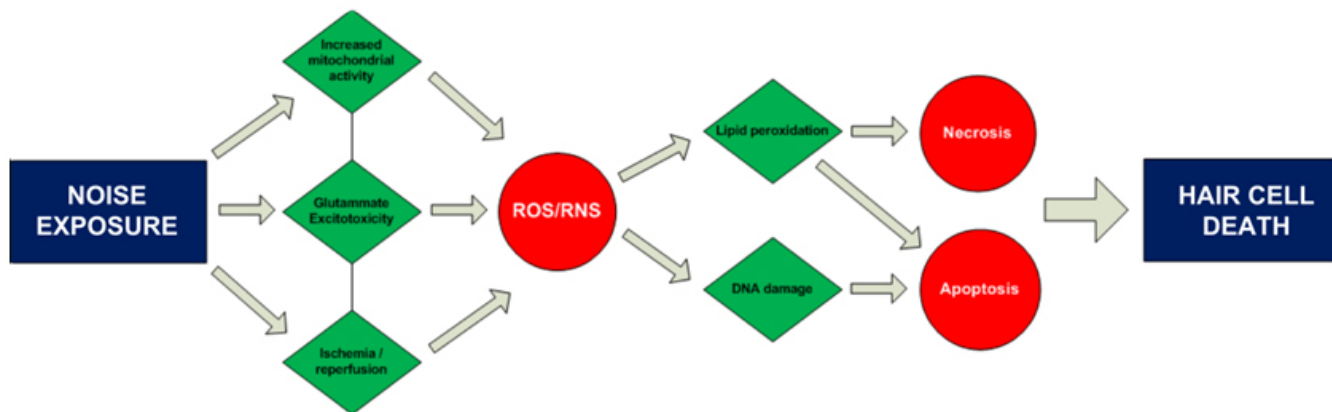 NOISE
EXPOSURE
Increased
mitochondrial
activity
Glutammate
Excitotoxicity
Ischemia /
reperfusion
ROS/RNS
Lipid peroxidation
DNA damage
Necrosis
Apoptosis
HAIR CELL
DEATH